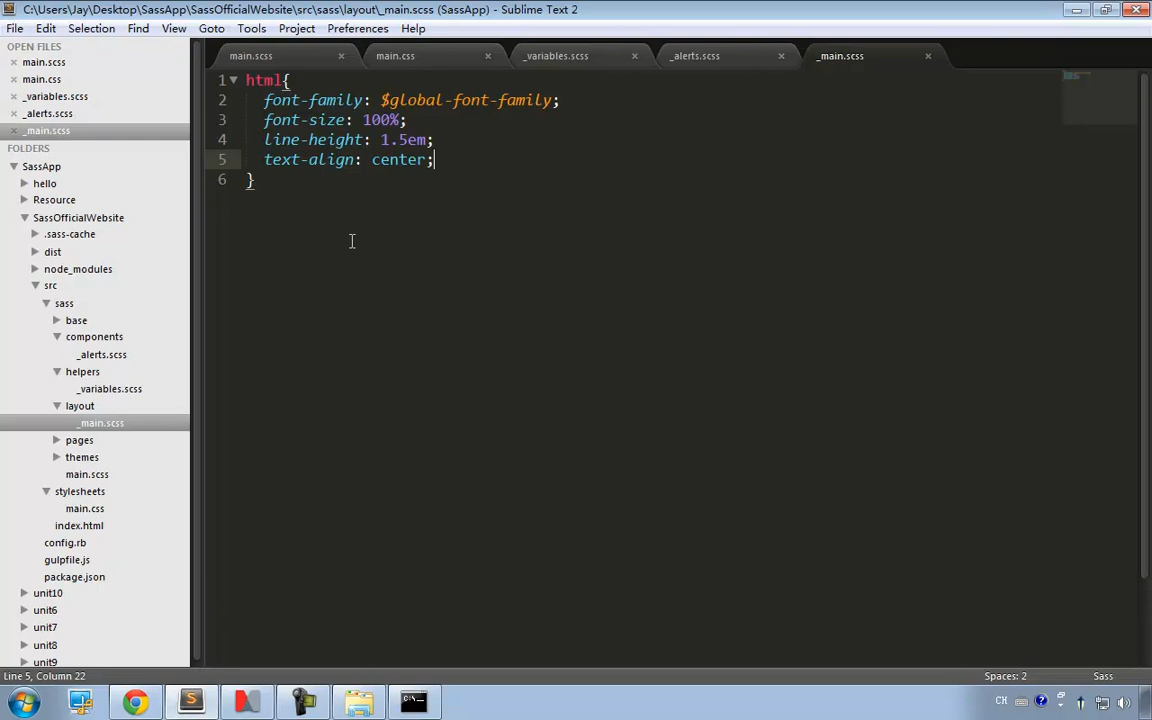 C:\Users\Jay\Desktop\SassApp\SassOfficialWebsite\src\sass\layout\_main.scss (SassApp) - Sublime Text 2
File Edit Selection Find View Goto Tools Project Preferences Help
OPEN FILES
main.scss
main.css
_variables.scss
_alerts.scss
_main.scss
FOLDERS
SassApp
hello
Resource
SassOfficialWebsite
.sass-cache
dist
node_modules
src
sass
base
components
_alerts.scss
helpers
_variables.scss
layout
_main.scss
pages
themes
main.scss
stylesheets
main.css
index.html
config.rb
gulpfile.js
package.json
unit10
unit6
unit7
unit8
unit9
main.scss main.css _variables.scss _alerts.scss _main.scss
1 html{
2 font-family: $global-font-family;
3 font-size: 100%;
4 line-height: 1.5em;
5 text-align: center;
6 }
Line 5, Column 22 Spaces: 2 Sass
CH